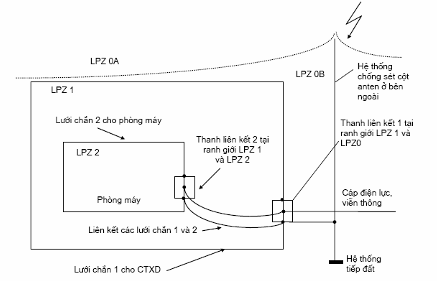 LPZ 0A
LPZ 0B
Hệ thống
chống sét cột
anten ở bên
ngoài
LPZ 1
Lưới chắn 2 cho phòng máy
Thanh liên kết 1 tại
ranh giới LPZ 1 và
LPZ0
LPZ 2
Thanh liên kết 2 tại
ranh giới LPZ 1
và LPZ 2
Phòng máy
Cáp điện lực,
viễn thông
Liên kết các lưới chắn 1 và 2
Lưới chắn 1 cho CTXD
Hệ thống
tiếp đất